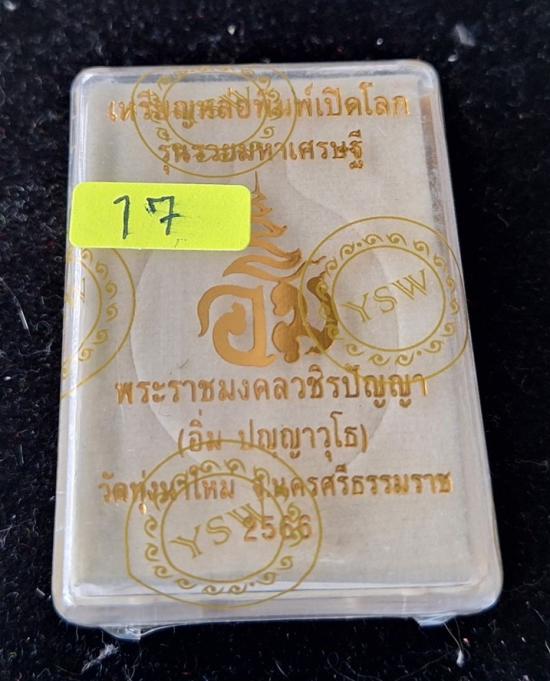 เหรียญหล่อพิมพ์เปิดโลก
รุ่นรวยมหาเศรษฐี
17
อิ่ม
YSW
พระราชมงคลวชิรปัญญา
(อิ่ม ปญฺญาวุโธ)
วัดทุ่งนาใหม่ จ.นครศรีธรรมราช
2566
YSW